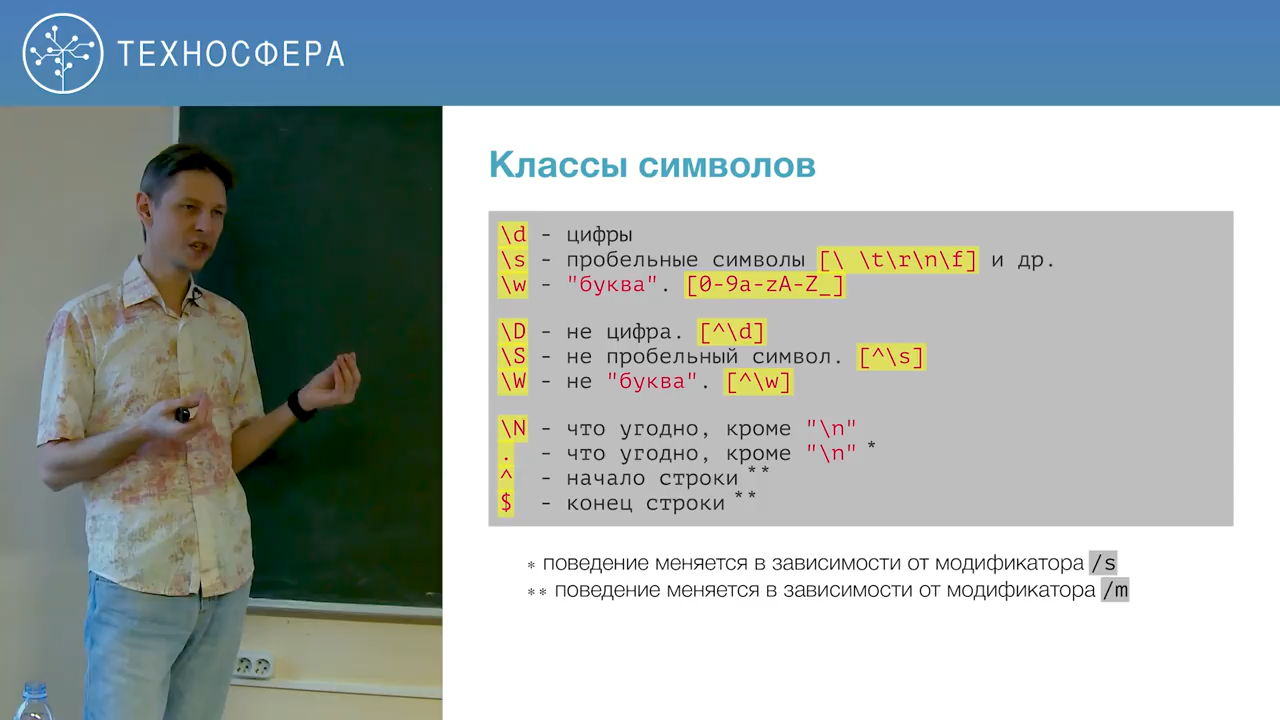 ТЕХНОСФЕРА
Классы символов
\d - цифры
\s - пробельные символы [\ \t\r\n\f] и др.
\w - "буква". [0-9a-zA-Z_]
\D - не цифра. [^\d]
\S - не пробельный символ. [^\s]
\W - не "буква". [^\w]
\N - что угодно, кроме "\n"
. - что угодно, кроме "\n" *
^ - начало строки **
$ - конец строки **
* поведение меняется в зависимости от модификатора /s
** поведение меняется в зависимости от модификатора /m